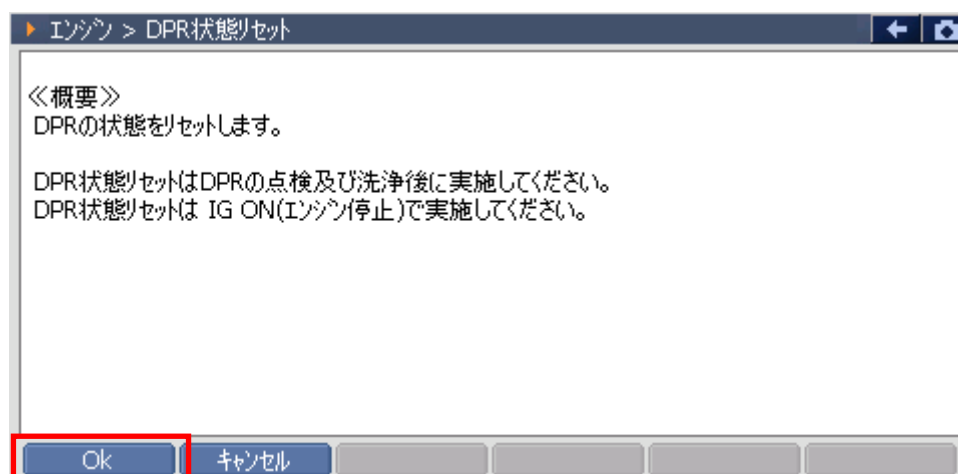 エンジン > DPR状態リセット
≪概要≫
DPRの状態をリセットします。
DPR状態リセットはDPRの点検及び洗浄後に実施してください。
DPR状態リセットは IG ON(エンジン停止)で実施してください。
Ok キャンセル